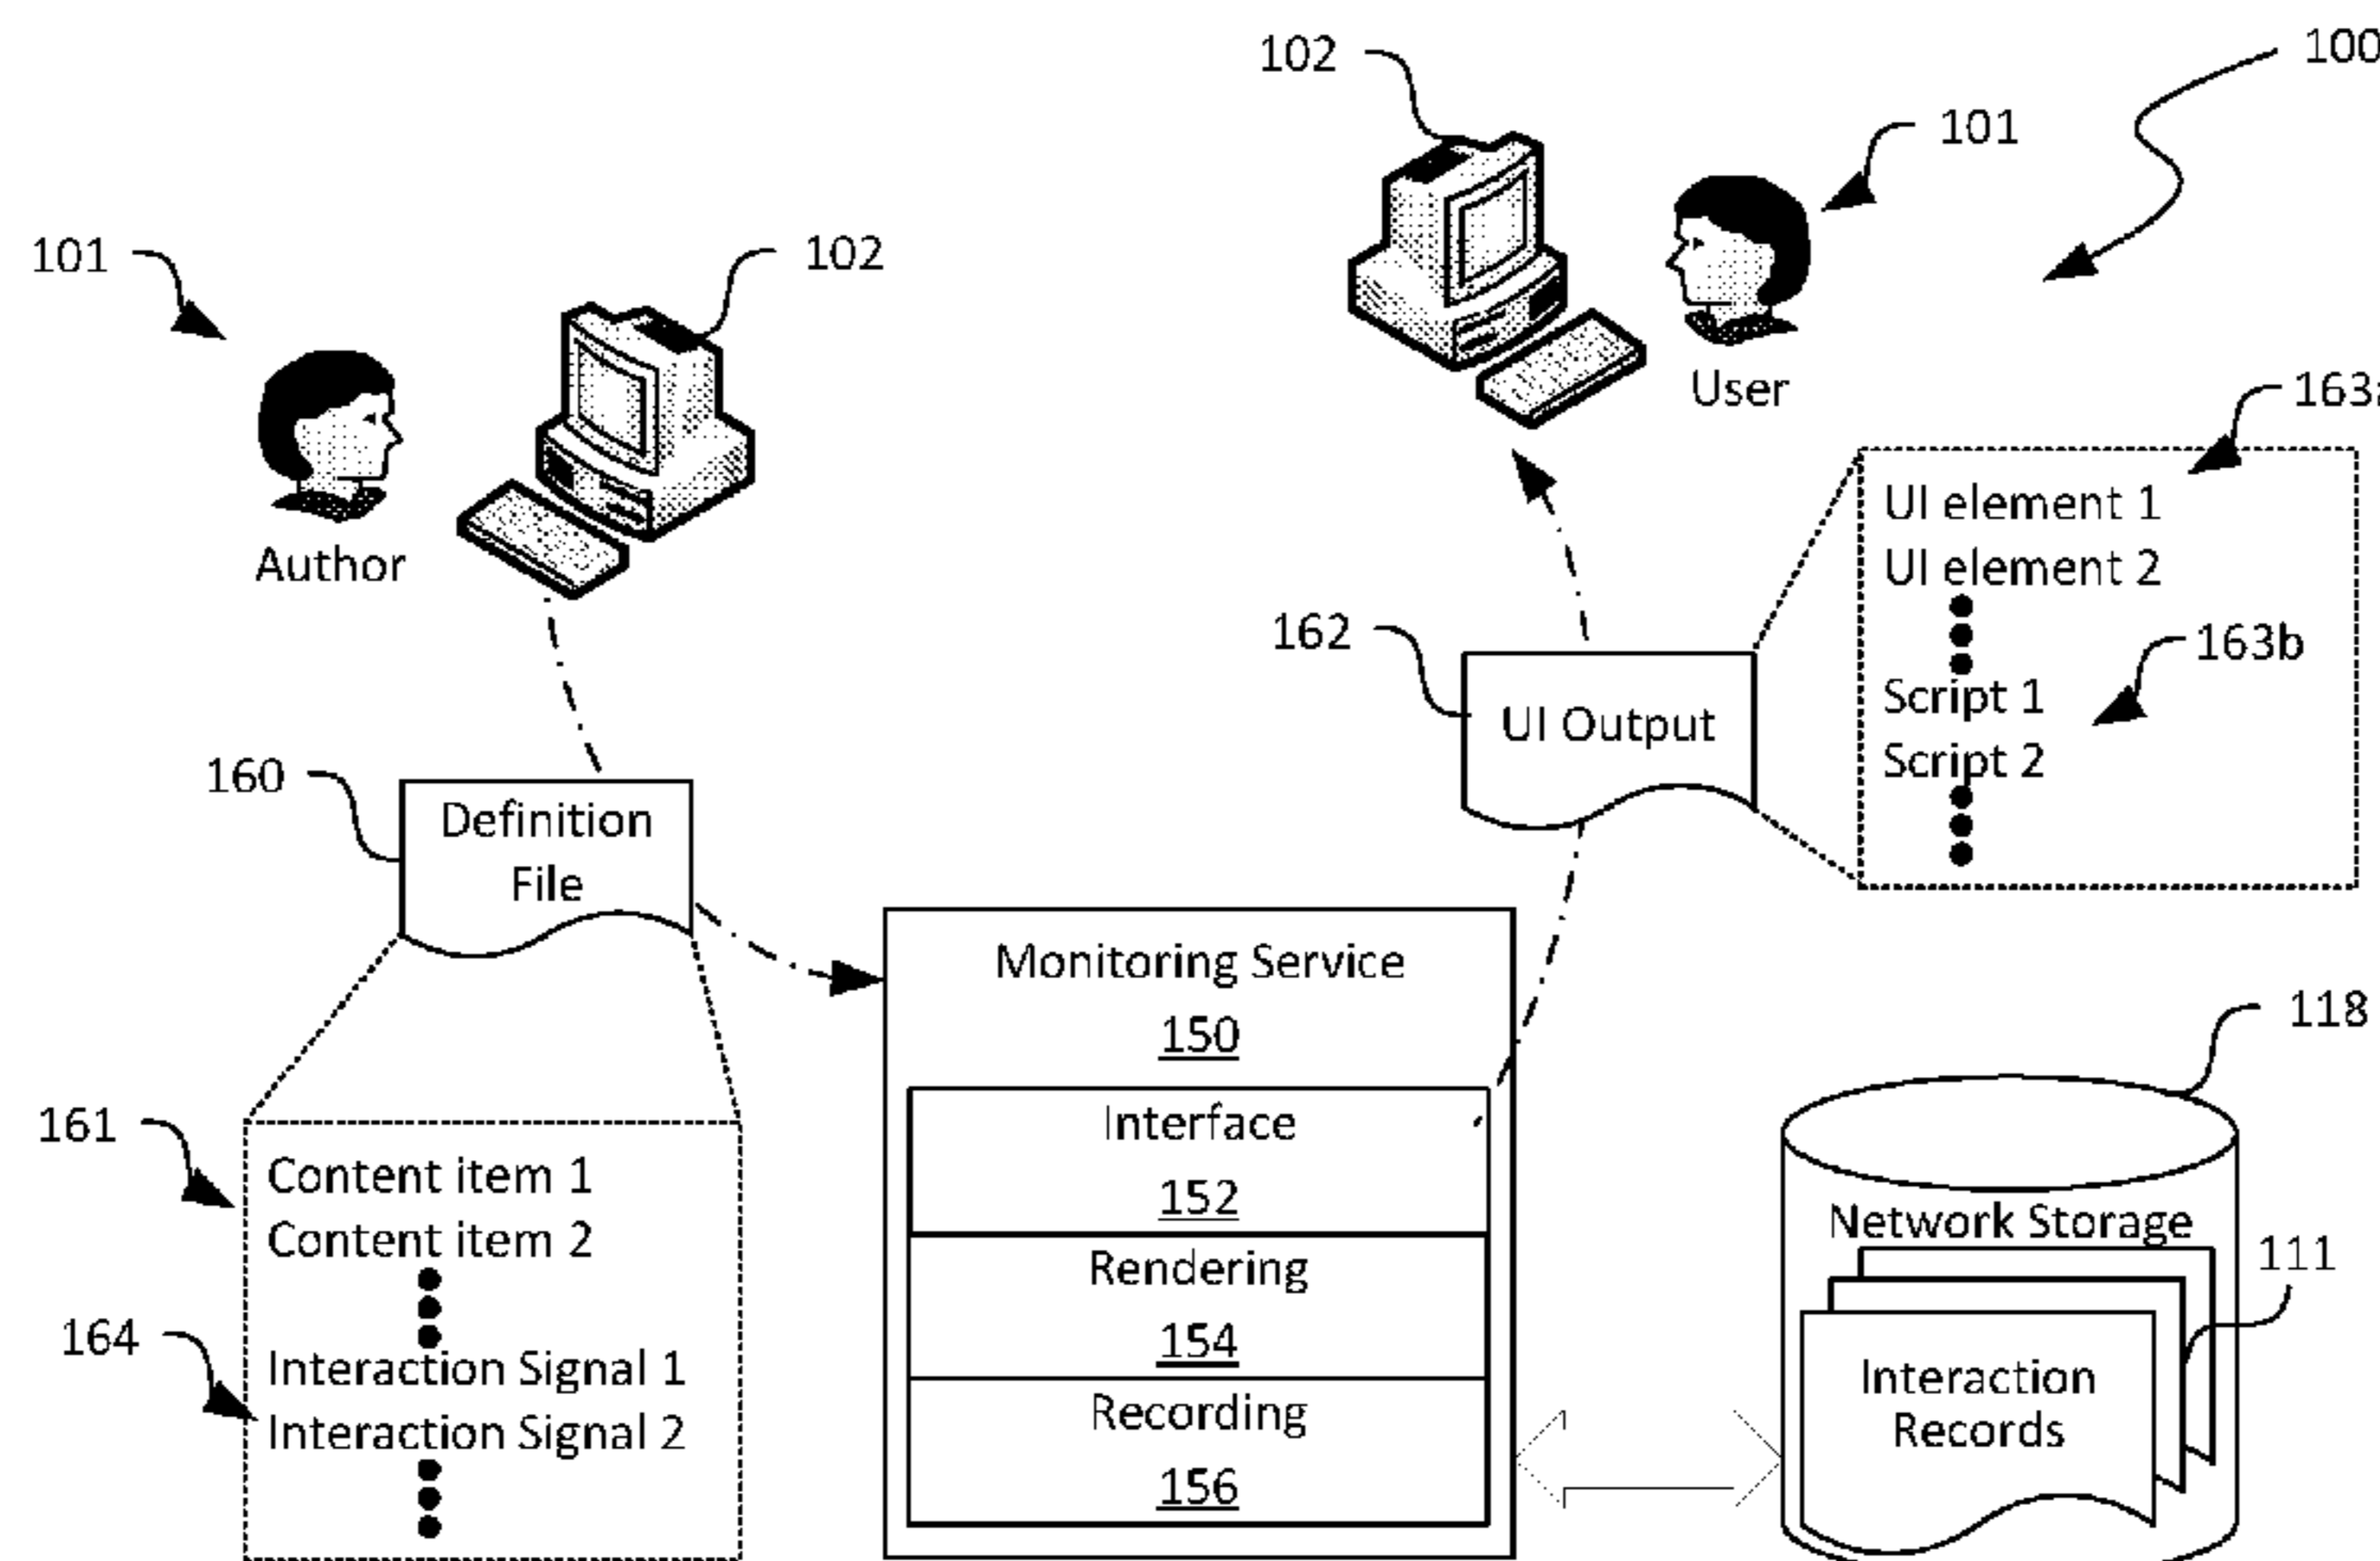 102
100
101
101
102
User
163a
Author
UI element 1
UI element 2
162
163b
UI Output
Script 1
Script 2
160
Definition
File
Monitoring Service
150
118
161
Interface
152
Content item 1
Content item 2
Network Storage
111
Rendering
154
164
Interaction Signal 1
Interaction Signal 2
Interaction
Records
Recording
156